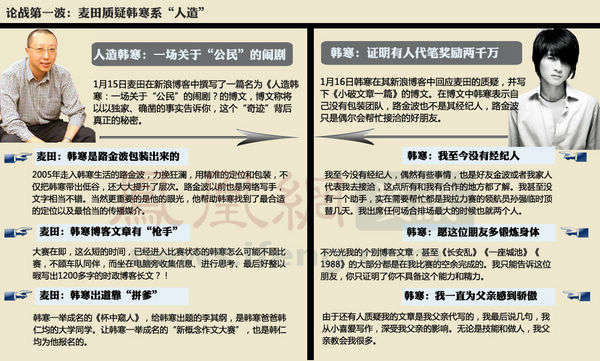 论战第一波：麦田质疑韩寒系“人造”
人造韩寒：一场关于“公民”的闹剧
1月15日麦田在新浪博客中撰写了一篇名为《人造韩
寒：一场关于“公民”的闹剧？的博文，博文称将
以以独家、确凿的事实告诉你，这个“奇迹”背后
真正的秘密。
麦田：韩寒是路金波包装出来的
2005年走入韩寒生活的路金波，力挽狂澜，用精准的定位和包装，不
仅把韩寒带出低谷，还大大提升了层次。路金波以前也是网络写手，
文字相当不错。当然更重要的是他的眼光，他帮助韩寒找到了最合适
的定位以及最恰当的传播媒介。
麦田：韩寒博客文章有“枪手”
大赛在即，这么短的时间，已经进入比赛状态的韩寒怎么可能不顾比
赛，不顾车队同伴，而坐在电脑旁收集信息、进行思考、最后好整以
暇写出1200多字的时政博客长文？！
麦田：韩寒出道靠“拼爹”
韩寒一举成名的《杯中窥人》，给韩寒出题的李其纲，是韩寒爸爸韩
仁均的大学同学。让韩寒一举成名的“新概念作文大赛”，也是韩仁
均为他报名的。
韩寒：证明有人代笔奖励两千万
1月16日韩寒在其新浪博客中回应麦田的质疑，并写
下《小破文章一篇》的博文。在博文中韩寒表示自
己没有包装团队，路金波也不是其经纪人，路金波
只是偶尔会帮忙接洽的好朋友。
韩寒：我至今没有经纪人
我至今没有经纪人，偶然有些事情，也是好友金波或者我家人
代表我去接洽，这点所有和我有合作的地方都了解。我甚至没
有一个助手，实在需要帮忙都是我拉力赛的领航员孙强临时顶
替几天。我出席任何场合排场最大的时候也就两个人。
韩寒：愿这位朋友多锻炼身体
不光光我的个别博客文章，甚至《长安乱》《一座城池》《
1988》的大部分都是在我比赛的空余完成的。我只能告诉这位
朋友，你只证明了你不具备这个能力和精力。
韩寒：我一直为父亲感到骄傲
由于还有人质疑我的文章是我父亲代写的，我最后说几句，我
从小喜爱写作，深受我父亲的影响。无论是技能和做人，我父
亲教会我很多。